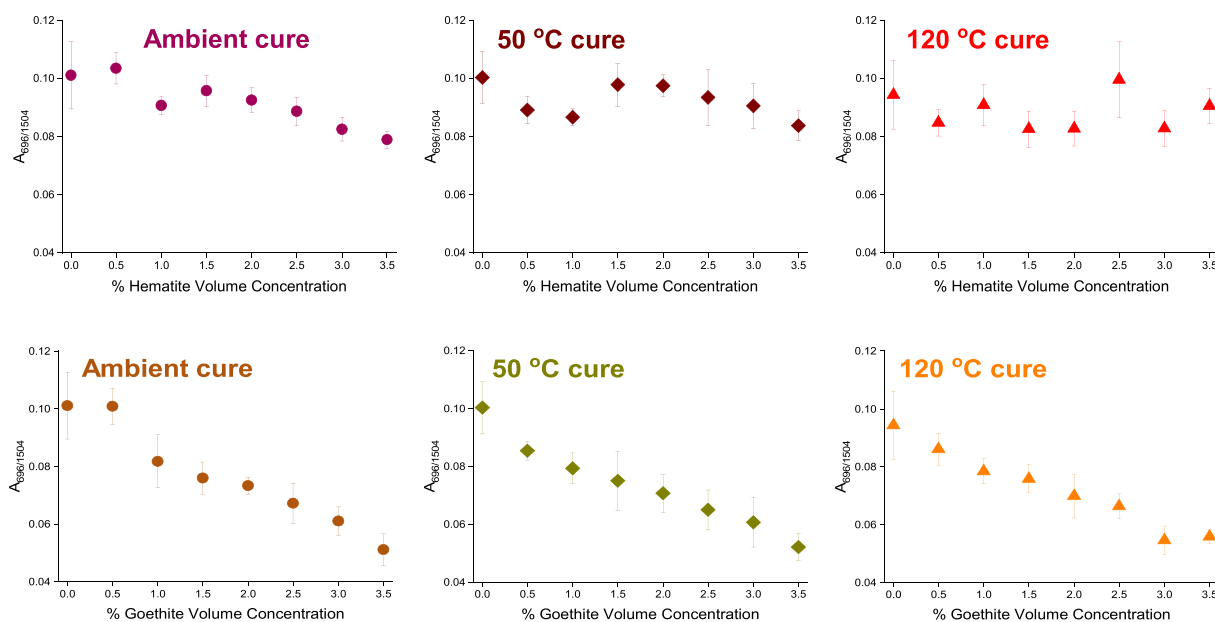 Ambient cure
0.12
0.10
0.08
0.06
0.04
A696/1504
0.0 0.5 1.0 1.5 2.0 2.5 3.0 3.5
% Hematite Volume Concentration
50 °C cure
0.12
0.10
0.08
0.06
0.04
A696/1504
0.0 0.5 1.0 1.5 2.0 2.5 3.0 3.5
% Hematite Volume Concentration
120 °C cure
0.12
0.10
0.08
0.06
0.04
A696/1504
0.0 0.5 1.0 1.5 2.0 2.5 3.0 3.5
% Hematite Volume Concentration
Ambient cure
0.12
0.10
0.08
0.06
0.04
A696/1504
0.0 0.5 1.0 1.5 2.0 2.5 3.0 3.5
% Goethite Volume Concentration
50 °C cure
0.12
0.10
0.08
0.06
0.04
A696/1504
0.0 0.5 1.0 1.5 2.0 2.5 3.0 3.5
% Goethite Volume Concentration
120 °C cure
0.12
0.10
0.08
0.06
0.04
A696/1504
0.0 0.5 1.0 1.5 2.0 2.5 3.0 3.5
% Goethite Volume Concentration